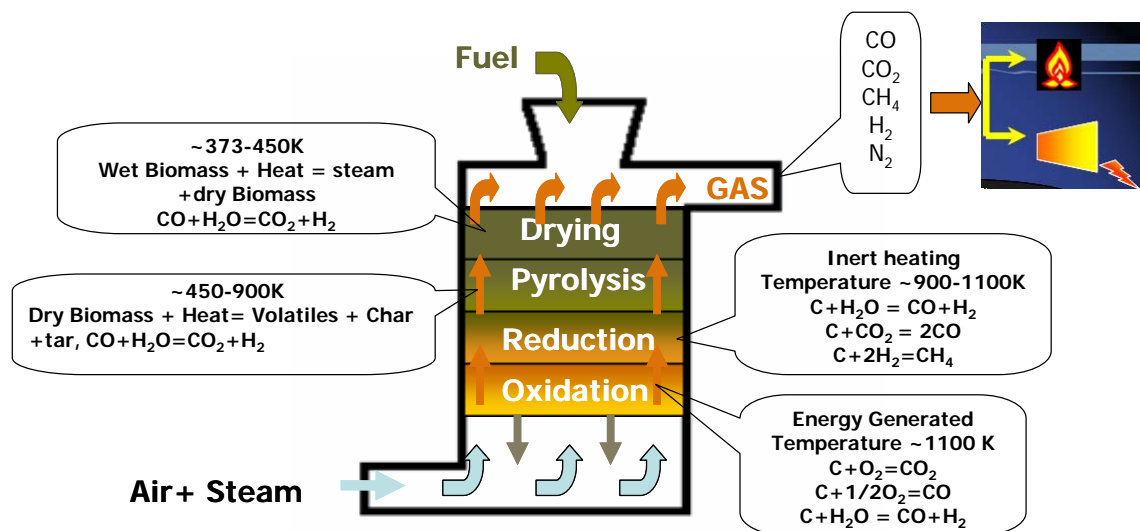 Fuel
CO
CO₂
CH₄
H₂
N₂
~373-450K
Wet Biomass + Heat = steam
+dry Biomass
CO+H₂O=CO₂+H₂
GAS
Drying
Pyrolysis
Reduction
Oxidation
~450-900K
Dry Biomass + Heat= Volatiles + Char
+tar, CO+H₂O=CO₂+H₂
Inert heating
Temperature ~900-1100K
C+H₂O = CO+H₂
C+CO₂ = 2CO
C+2H₂=CH₄
Energy Generated
Temperature ~1100 K
C+O₂=CO₂
C+1/2O₂=CO
C+H₂O = CO+H₂
Air+ Steam